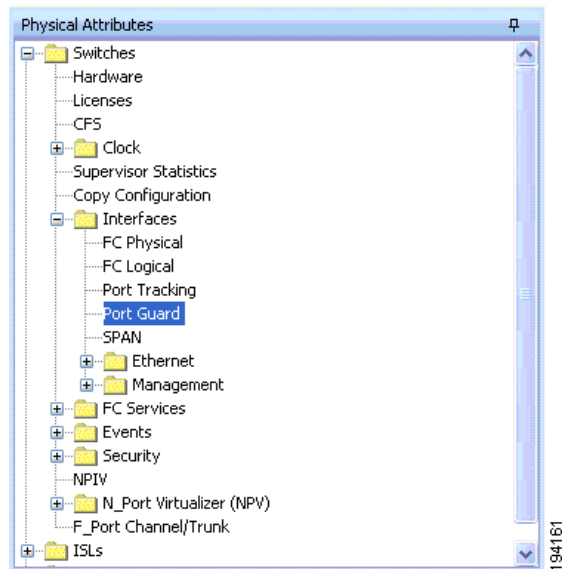 Physical Attributes
Switches
Hardware
Licenses
CFS
Clock
Supervisor Statistics
Copy Configuration
Interfaces
FC Physical
FC Logical
Port Tracking
Port Guard
SPAN
Ethernet
Management
FC Services
Events
Security
NPIV
N_Port Virtualizer (NPV)
F_Port Channel/Trunk
ISLs
194161